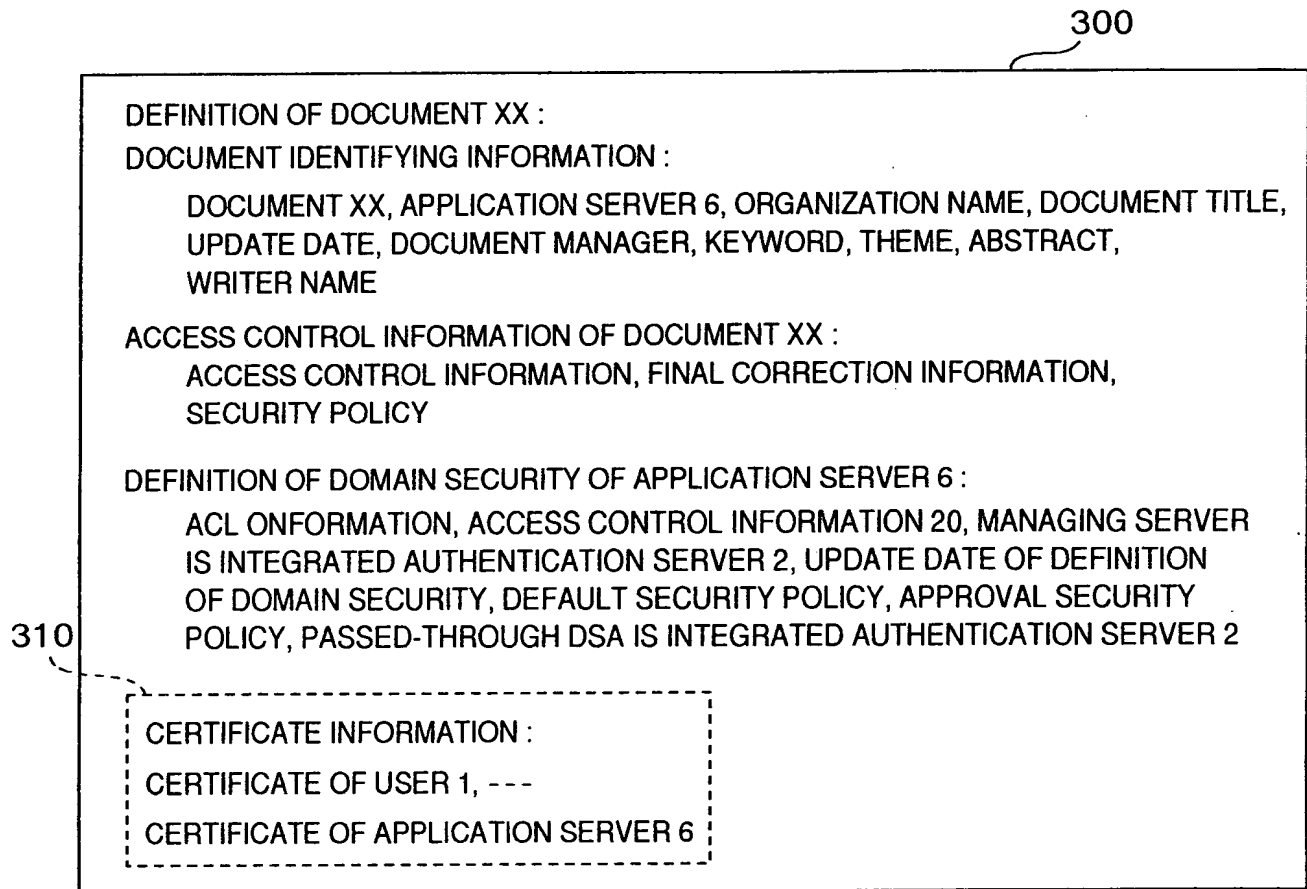 300
DEFINITION OF DOCUMENT XX :
DOCUMENT IDENTIFYING INFORMATION :
DOCUMENT XX, APPLICATION SERVER 6, ORGANIZATION NAME, DOCUMENT TITLE,
UPDATE DATE, DOCUMENT MANAGER, KEYWORD, THEME, ABSTRACT,
WRITER NAME
ACCESS CONTROL INFORMATION OF DOCUMENT XX :
ACCESS CONTROL INFORMATION, FINAL CORRECTION INFORMATION,
SECURITY POLICY
DEFINITION OF DOMAIN SECURITY OF APPLICATION SERVER 6 :
ACL ONFORMATION, ACCESS CONTROL INFORMATION 20, MANAGING SERVER
IS INTEGRATED AUTHENTICATION SERVER 2, UPDATE DATE OF DEFINITION
OF DOMAIN SECURITY, DEFAULT SECURITY POLICY, APPROVAL SECURITY
POLICY, PASSED-THROUGH DSA IS INTEGRATED AUTHENTICATION SERVER 2
310
CERTIFICATE INFORMATION :
CERTIFICATE OF USER 1, ---
CERTIFICATE OF APPLICATION SERVER 6